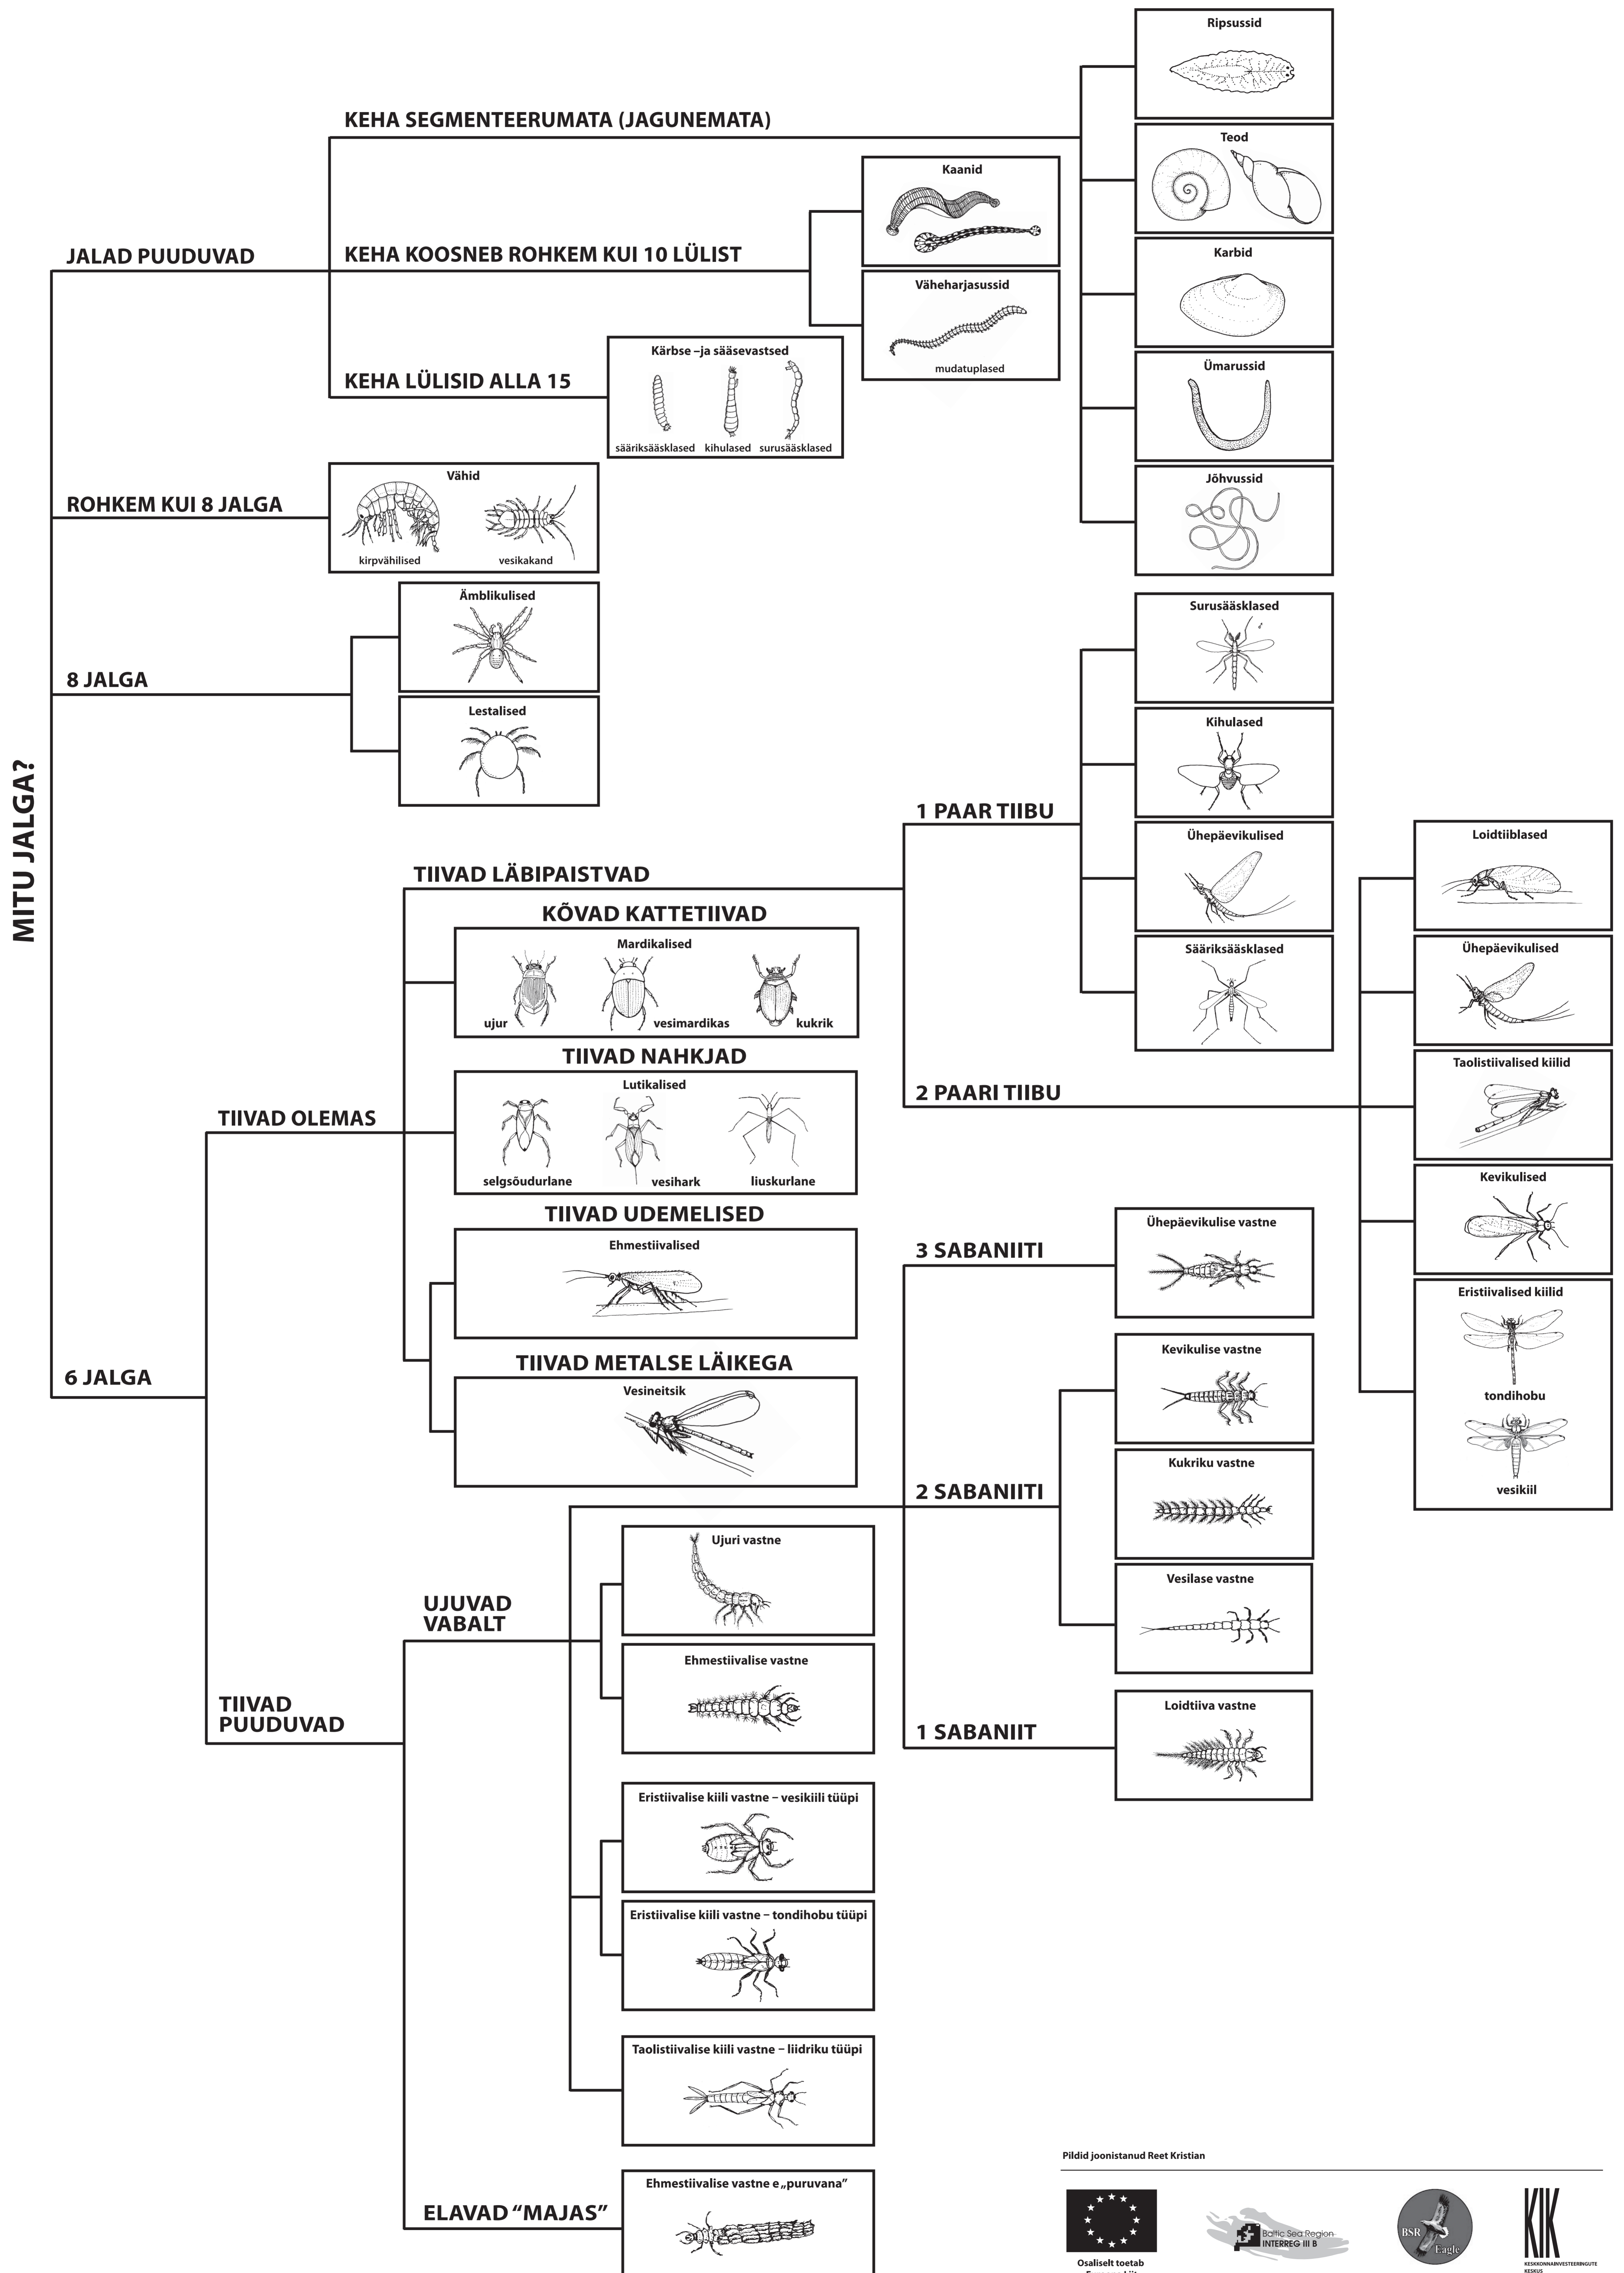 MITU JALGA?
JALAD PUUDUVAD
KEHA SEGMENTEERUMATA (JAGUNEMATA)
Ripsussid
Teod
Karbid
Ümarussid
Jõhvussid
KEHA KOOSNEB ROHKEM KUI 10 LÜLIST
Kaanid
Väheharjasussid
mudatuplased
KEHA LÜLISID ALLA 15
Kärbse –ja sääsevastsed
sääriksääsklased kihulased surusääsklased
ROHKEM KUI 8 JALGA
Vähid
kirpvähilised vesikakand
8 JALGA
Ämblikulised
Lestalised
6 JALGA
TIIVAD OLEMAS
TIIVAD LÄBIPAISTVAD
1 PAAR TIIBU
Surusääsklased
Kihulased
Ühepäevikulised
Sääriksääsklased
2 PAARI TIIBU
Loidtiiblased
Ühepäevikulised
Taolistiivalised kiilid
Kevikulised
Eristiivalised kiilid
tondihobu
vesikiil
KÕVAD KATTETIIVAD
Mardikalised
ujur vesimardikas kukrik
TIIVAD NAHKJAD
Lutikalised
selgsõudurlane vesihark liuskurlane
TIIVAD UDEMELISED
Ehmestiivalised
TIIVAD METALSE LÄIKEGA
Vesineitsik
TIIVAD
PUUDUVAD
UJUVAD
VABALT
3 SABANIITI
Ühepäevikulise vastne
2 SABANIITI
Kevikulise vastne
Kukriku vastne
Vesilase vastne
1 SABANIIT
Loidtiiva vastne
Ujuri vastne
Ehmestiivalise vastne
Eristiivalise kiili vastne – vesikiili tüüpi
Eristiivalise kiili vastne – tondihobu tüüpi
Taolistiivalise kiili vastne – liidriku tüüpi
ELAVAD “MAJAS”
Ehmestiivalise vastne e „puruvana”
Pildid joonistanud Reet Kristian
Osaliselt toetab
Baltic Sea Region
INTERREG III B
BSR
Eagle
KIK
KESKKONNAINVESTEERINGUTE
KESKUS